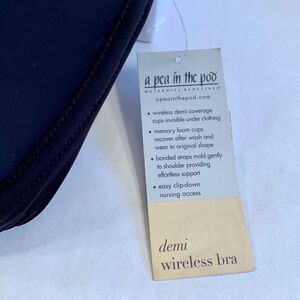 a pea in the pod®
MATERNITY REDEFINED®
apeainthepod.com
• wireless demi coverage
cups invisible under clothing
• memory foam cups
recover after wash and
wear to original shape
• bonded straps mold gently
to shoulder providing
effortless support
• easy clip-down
nursing access
demi
wireless bra